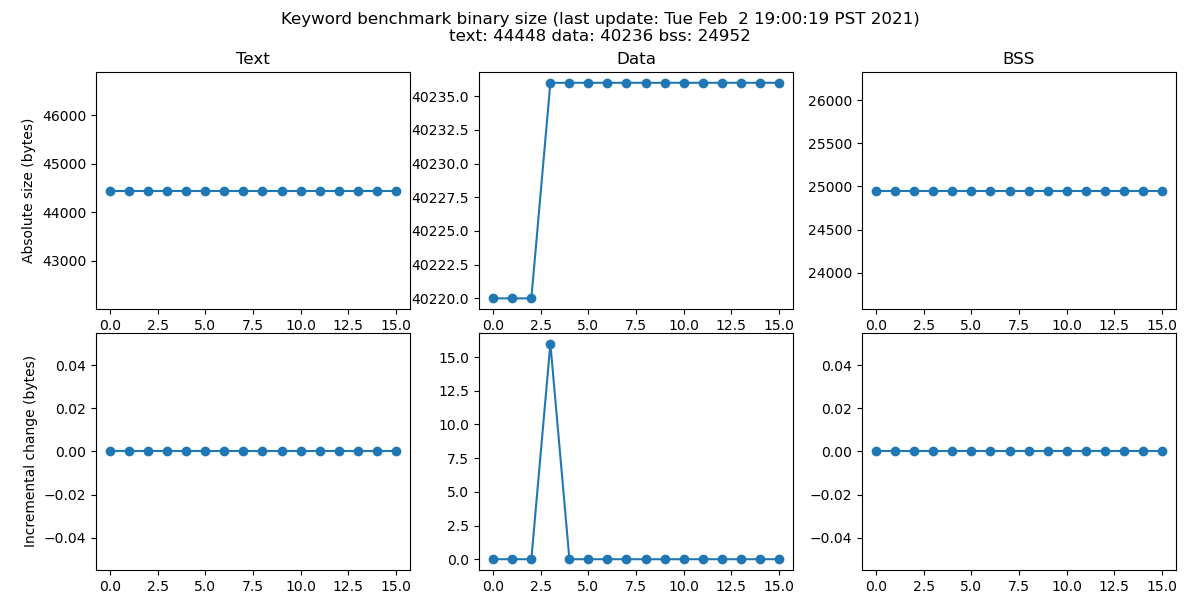 Keyword benchmark binary size (last update: Tue Feb  2 19:00:19 PST 2021)
text: 44448 data: 40236 bss: 24952
Text
Absolute size (bytes)
46000
45000
44000
43000
0.0 2.5 5.0 7.5 10.0 12.5 15.0
Data
40235.0
40232.5
40230.0
40227.5
40225.0
40222.5
40220.0
0.0 2.5 5.0 7.5 10.0 12.5 15.0
BSS
26000
25500
25000
24500
24000
0.0 2.5 5.0 7.5 10.0 12.5 15.0
Incremental change (bytes)
0.04
0.02
0.00
−0.02
−0.04
0.0 2.5 5.0 7.5 10.0 12.5 15.0
15.0
12.5
10.0
7.5
5.0
2.5
0.0
0.0 2.5 5.0 7.5 10.0 12.5 15.0
0.04
0.02
0.00
−0.02
−0.04
0.0 2.5 5.0 7.5 10.0 12.5 15.0